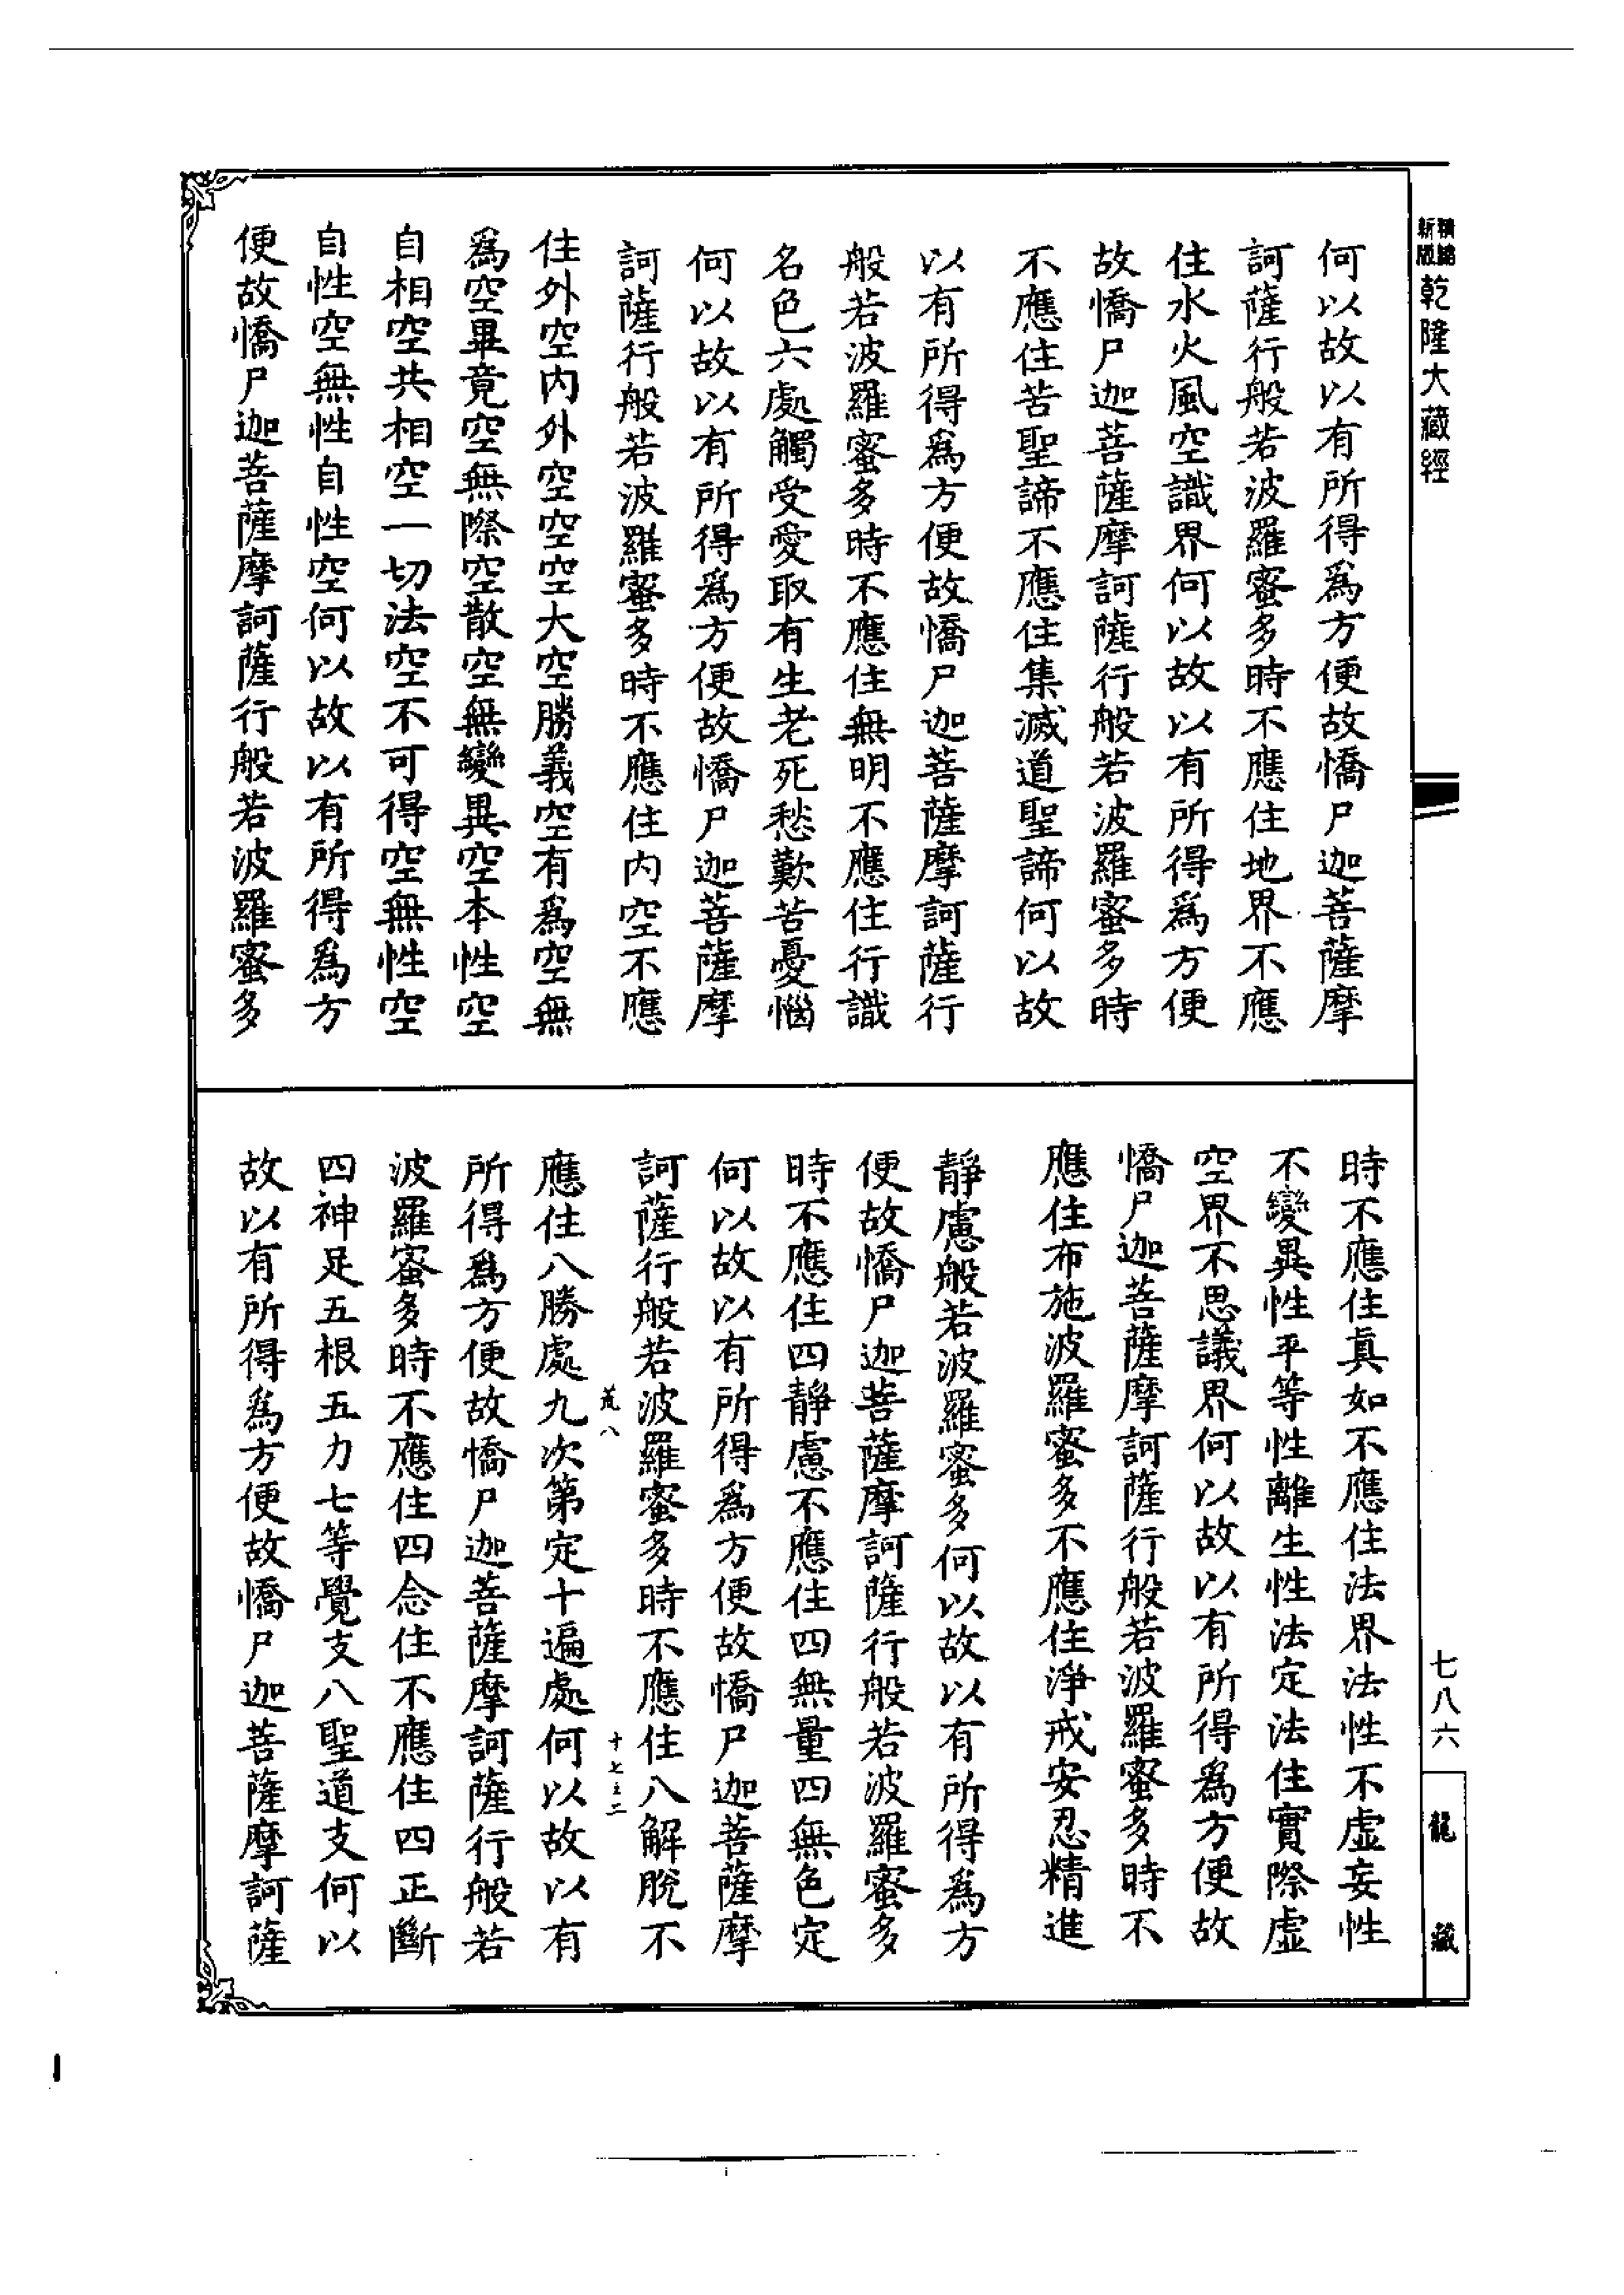 新版
精縮
乾隆大藏經
何以故以有所得爲方便故憍尸迦菩薩摩
訶薩行般若波羅蜜多時不應住地界不應
住水火風空識界何以故以有所得爲方便
故憍尸迦菩薩摩訶薩行般若波羅蜜多時
不應住苦聖諦不應住集滅道聖諦何以故
以有所得爲方便故憍尸迦菩薩摩訶薩行
般若波羅蜜多時不應住無明不應住行識
名色六處觸受愛取有生老死愁歎苦憂惱
何以故以有所得爲方便故憍尸迦菩薩摩
訶薩行般若波羅蜜多時不應住内空不應
住外空内外空空空大空勝義空有爲空無
爲空畢竟空無際空散空無變異空本性空
自相空共相空一切法空不可得空無性空
自性空無性自性空何以故以有所得爲方
便故憍尸迦菩薩摩訶薩行般若波羅蜜多
時不應住真如不應住法界法性不虛妄性
不變異性平等性離生性法定法住實際虛
空界不思議界何以故以有所得爲方便故
憍尸迦菩薩摩訶薩行般若波羅蜜多時不
應住布施波羅蜜多不應住淨戒安忍精進
靜慮般若波羅蜜多何以故以有所得爲方
便故憍尸迦菩薩摩訶薩行般若波羅蜜多
時不應住四靜慮不應住四無量四無色定
何以故以有所得爲方便故憍尸迦菩薩摩
訶薩行般若波羅蜜多時不應住八解脫不
荒八
十七之二
應住八勝處九次第定十遍處何以故以有
所得爲方便故憍尸迦菩薩摩訶薩行般若
波羅蜜多時不應住四念住不應住四正斷
四神足五根五力七等覺支八聖道支何以
故以有所得爲方便故憍尸迦菩薩摩訶薩
七八六
龍藏